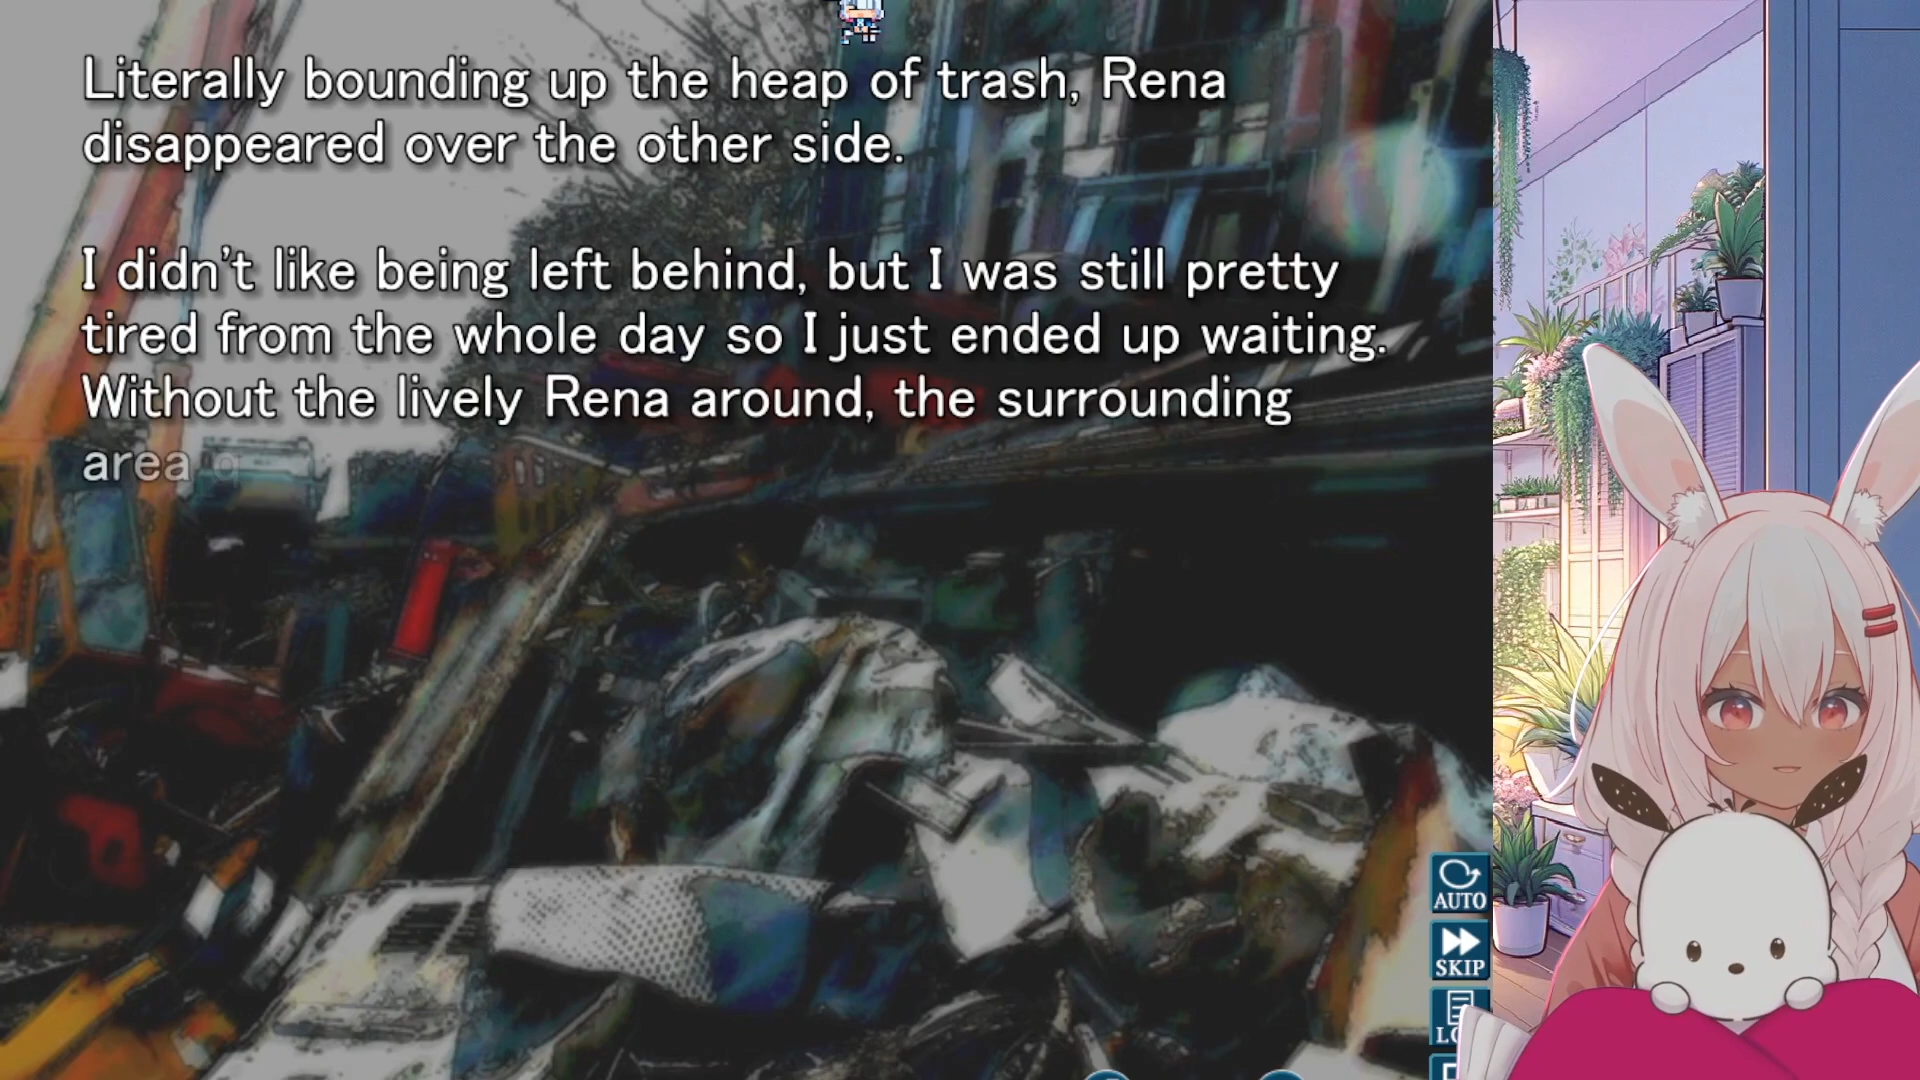 Literally bounding up the heap of trash, Rena
disappeared over the other side.
I didn't like being left behind, but I was still pretty
tired from the whole day so I just ended up waiting.
Without the lively Rena around, the surrounding
area
AUTO
SKIP